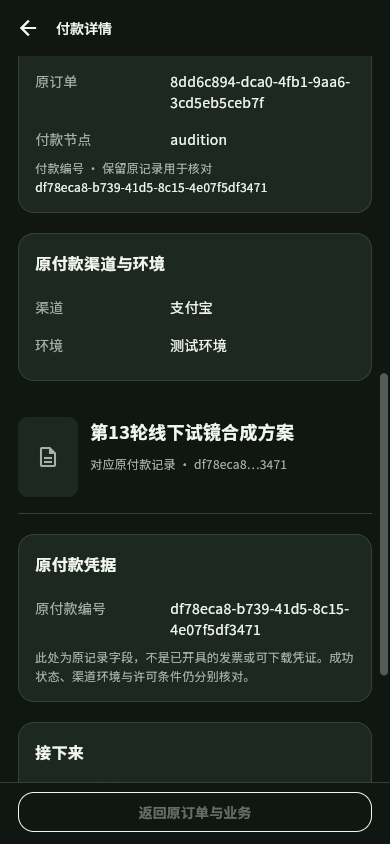 付款详情
原订单
8dd6c894-dca0-4fb1-9aa6-
3cd5eb5ceb7f
付款节点
audition
付款编号 · 保留原记录用于核对
df78eca8-b739-41d5-8c15-4e07f5df3471
原付款渠道与环境
渠道
支付宝
环境
测试环境
第13轮线下试镜合成方案
对应原付款记录 · df78eca8…3471
原付款凭据
原付款编号
df78eca8-b739-41d5-8c15-
4e07f5df3471
此处为原记录字段，不是已开具的发票或可下载凭证。成功
状态、渠道环境与许可条件仍分别核对。
接下来
返回原订单与业务